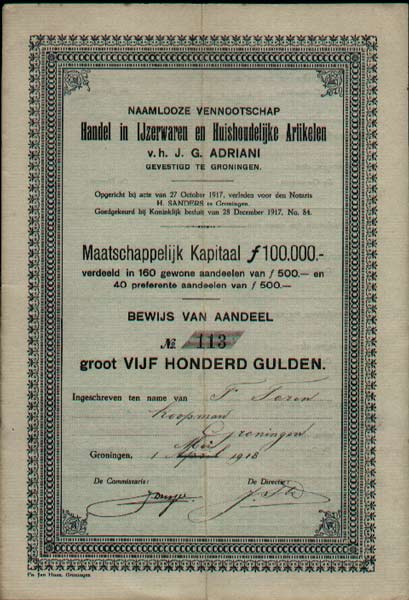 NAAMLOOZE VENNOOTSCHAP
Handel in IJzerwaren en Huishoudelijke Artikelen
v.h. J. G. ADRIANI
GEVESTIGD TE GRONINGEN.
Opgericht bij acte van 27 October 1917, verleden voor den Notaris
H. SANDERS te Groningen.
Goedgekeurd bij Koninklijk besluit van 28 December 1917, No. 84.
Maatschappelijk Kapitaal ƒ 100.000.-
verdeeld in 160 gewone aandeelen van ƒ 500.— en
40 preferente aandeelen van ƒ 500.—
BEWIJS VAN AANDEEL
No 113
groot VIJF HONDERD GULDEN.
Ingeschreven ten name van F
koopman
Groningen
Mei
Groningen, 1 April 1918
De Commissaris: De Directie: